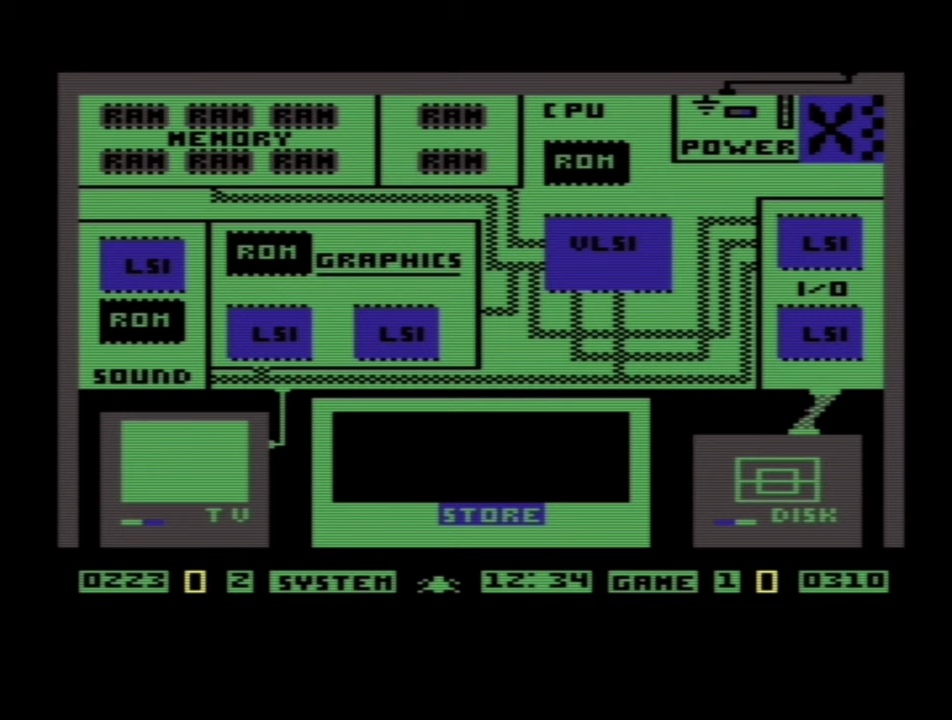 RAM RAM RAM RAM CPU
MEMORY
POWER
RAM RAM RAM RAM ROM
LSI ROM GRAPHICS VLSI LSI
I/O
ROM LSI LSI LSI
SOUND
TV STORE DISK
0223 2 SYSTEM 12:34 GAME 1 0310